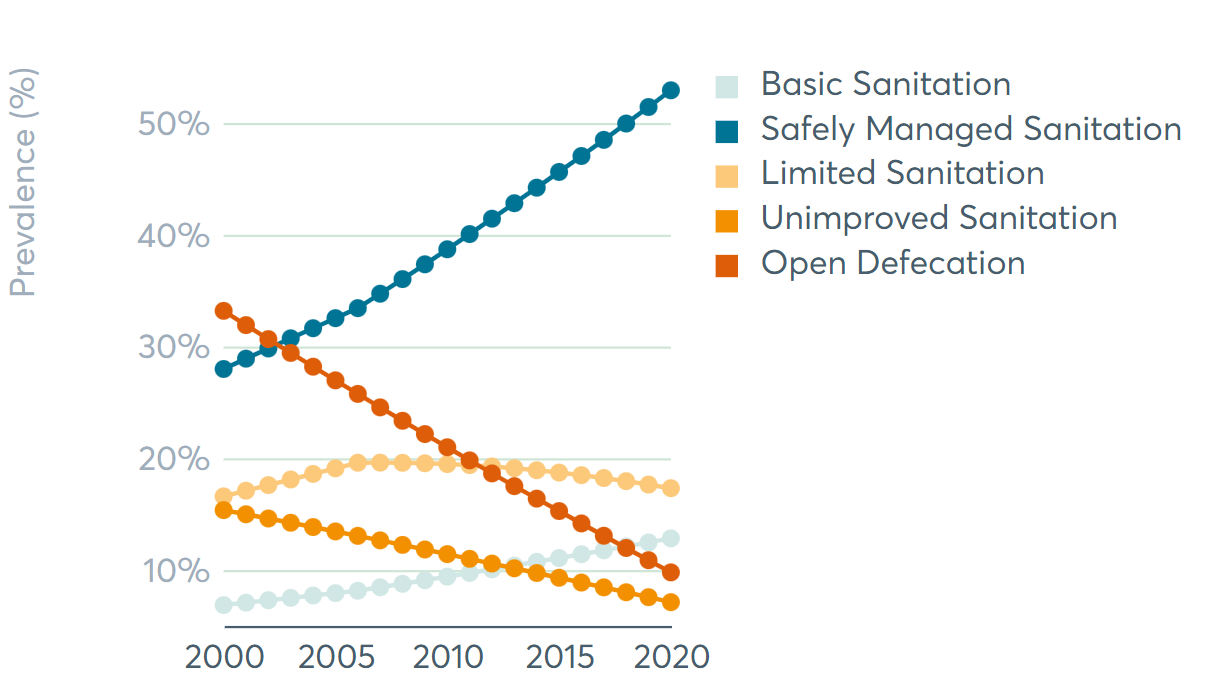 Prevalence (%)
50%
40%
30%
20%
10%
2000 2005 2010 2015 2020
Basic Sanitation
Safely Managed Sanitation
Limited Sanitation
Unimproved Sanitation
Open Defecation